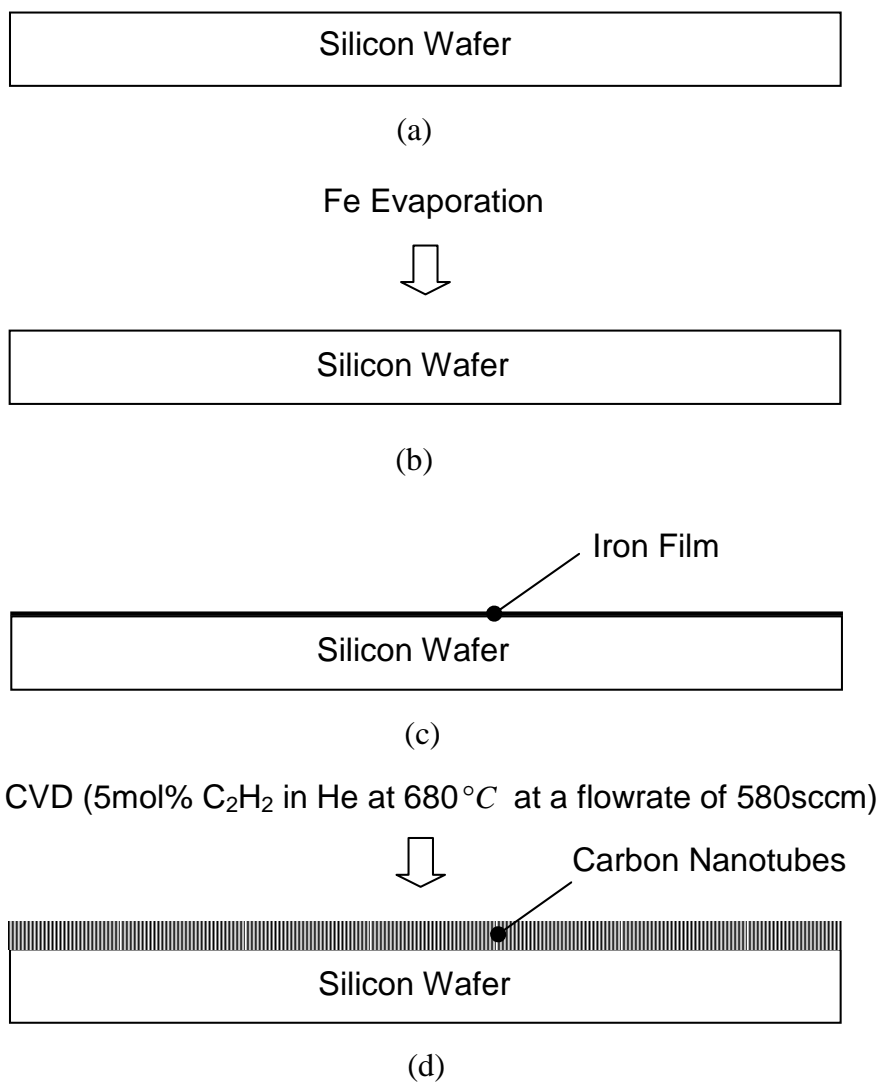 Silicon Wafer
(a)
Fe Evaporation
Silicon Wafer
(b)
Iron Film
Silicon Wafer
(c)
CVD (5mol% C₂H₂ in He at 680°C at a flowrate of 580sccm)
Carbon Nanotubes
Silicon Wafer
(d)